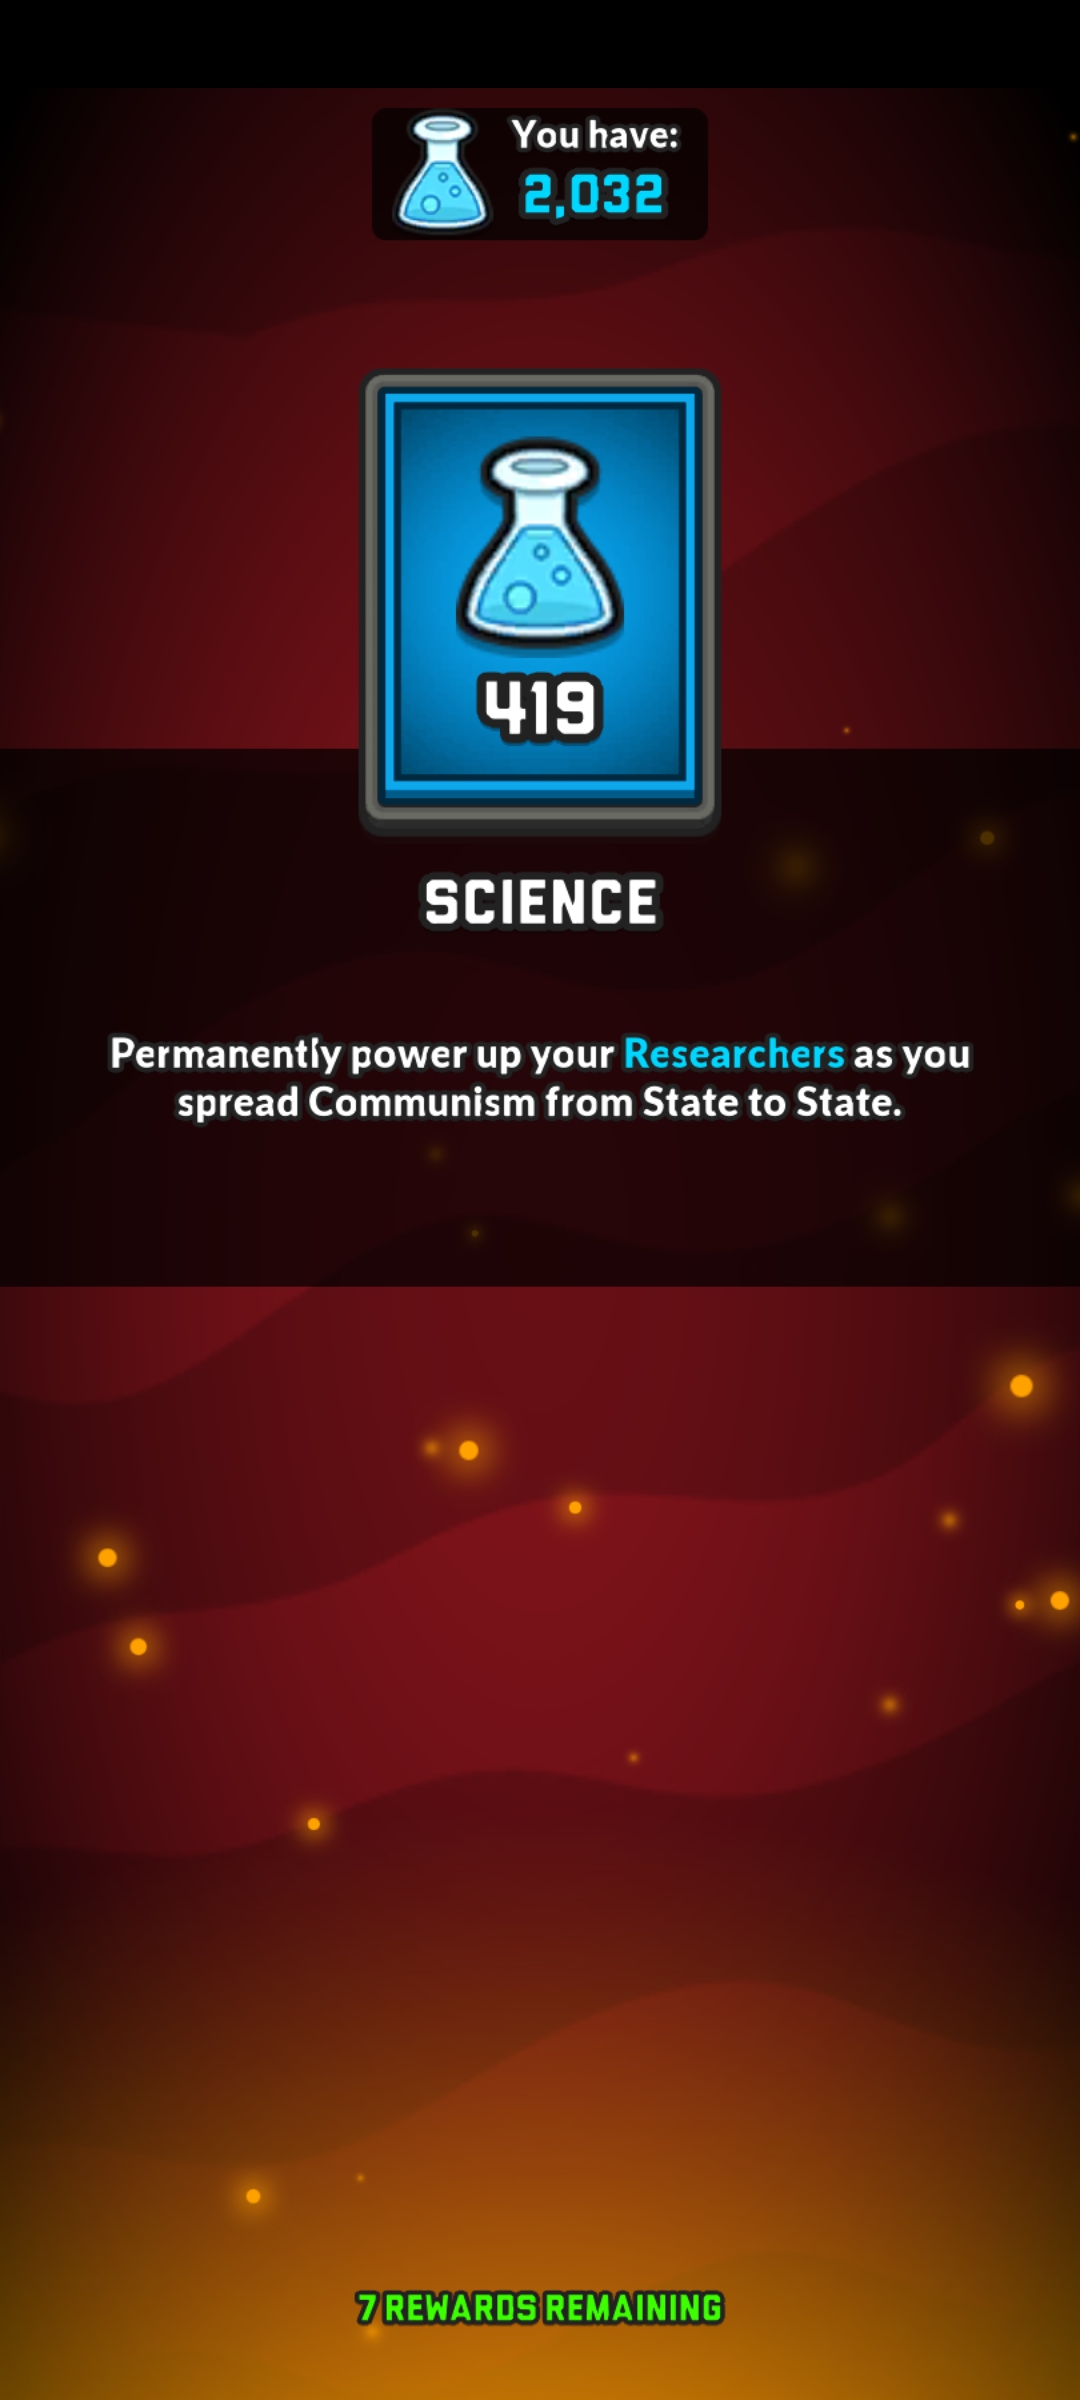 You have:
2,032
419
SCIENCE
Permanently power up your Researchers as you
spread Communism from State to State.
7 REWARDS REMAINING